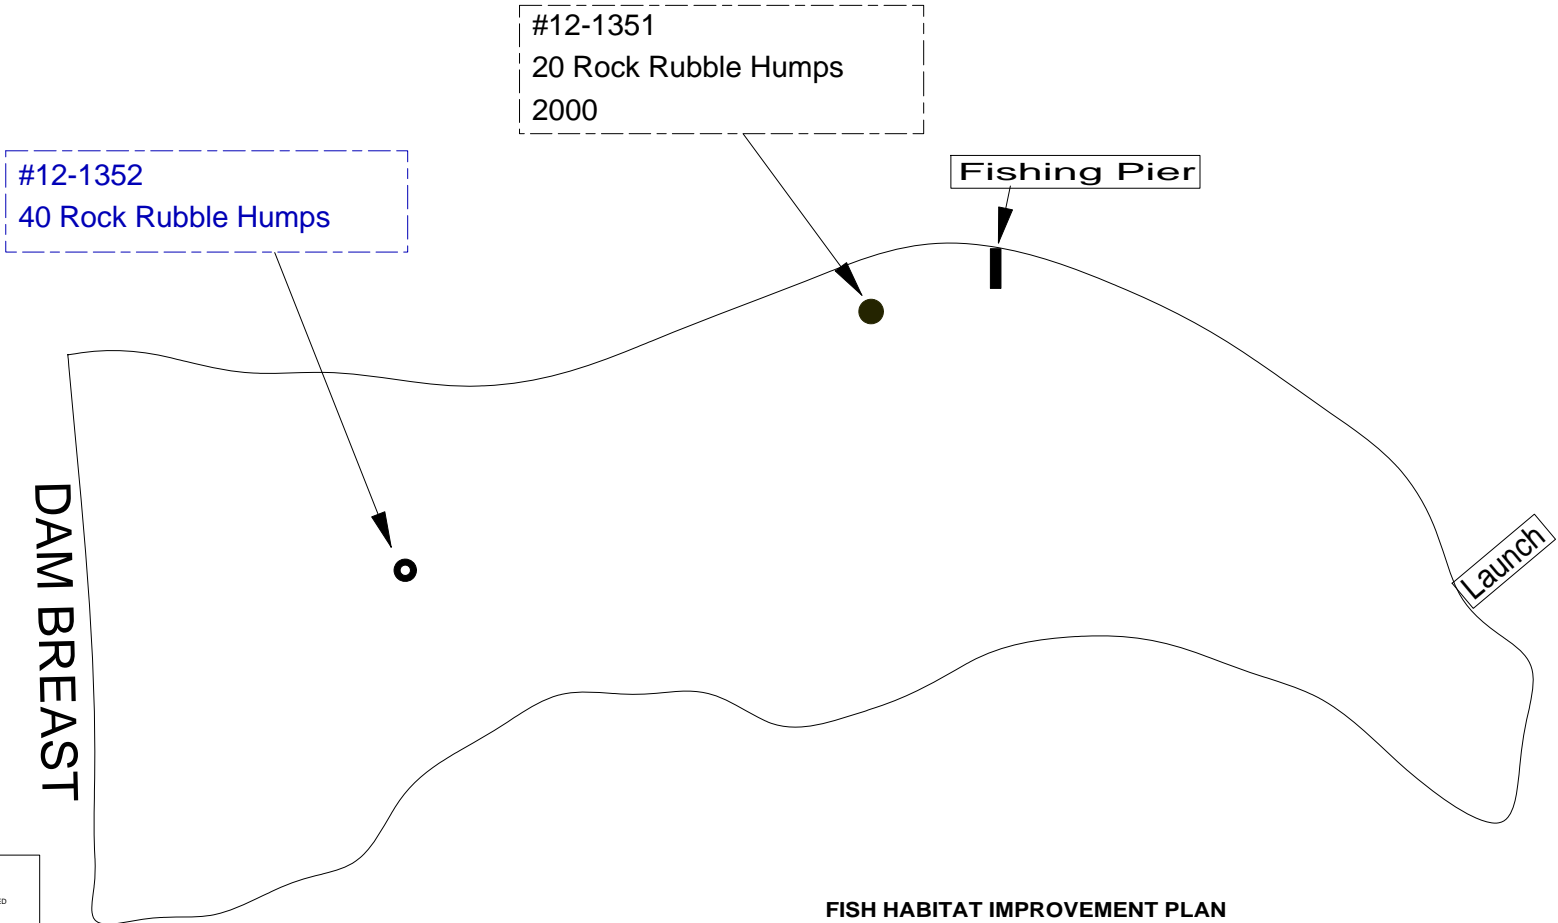 #12-1351
20 Rock Rubble Humps
2000
#12-1352
40 Rock Rubble Humps
Fishing Pier
Launch
DAM BREAST
FISH HABITAT IMPROVEMENT PLAN